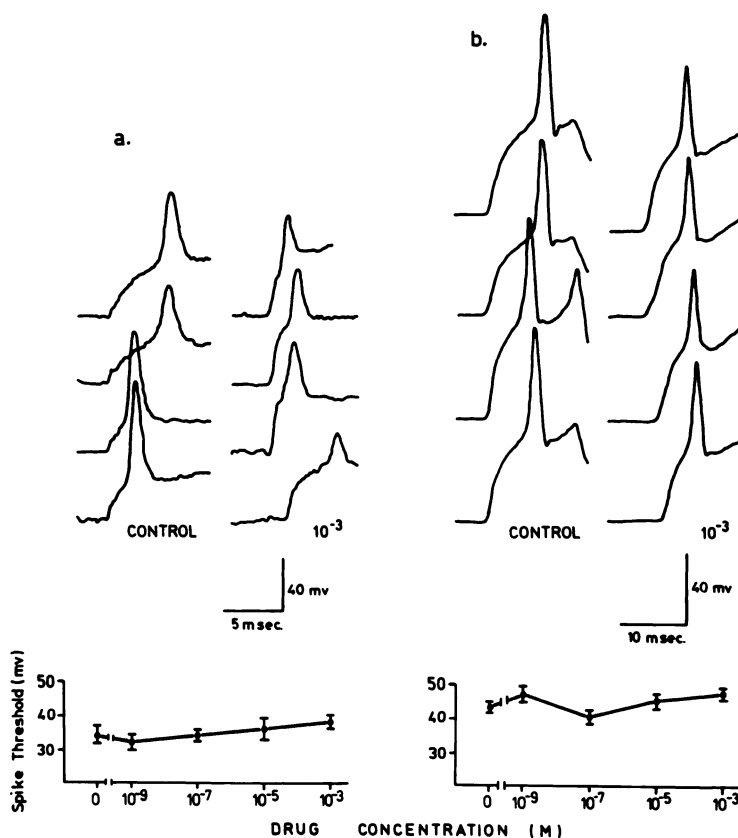 a.
b.
CONTROL 10⁻³
CONTROL 10⁻³
40 mv
5 msec.
40 mv
10 msec.
Spike Threshold (mv)
50
40
30
0 10⁻⁹ 10⁻⁷ 10⁻⁵ 10⁻³
50
40
30
0 10⁻⁹ 10⁻⁷ 10⁻⁵ 10⁻³
DRUG CONCENTRATION (M)